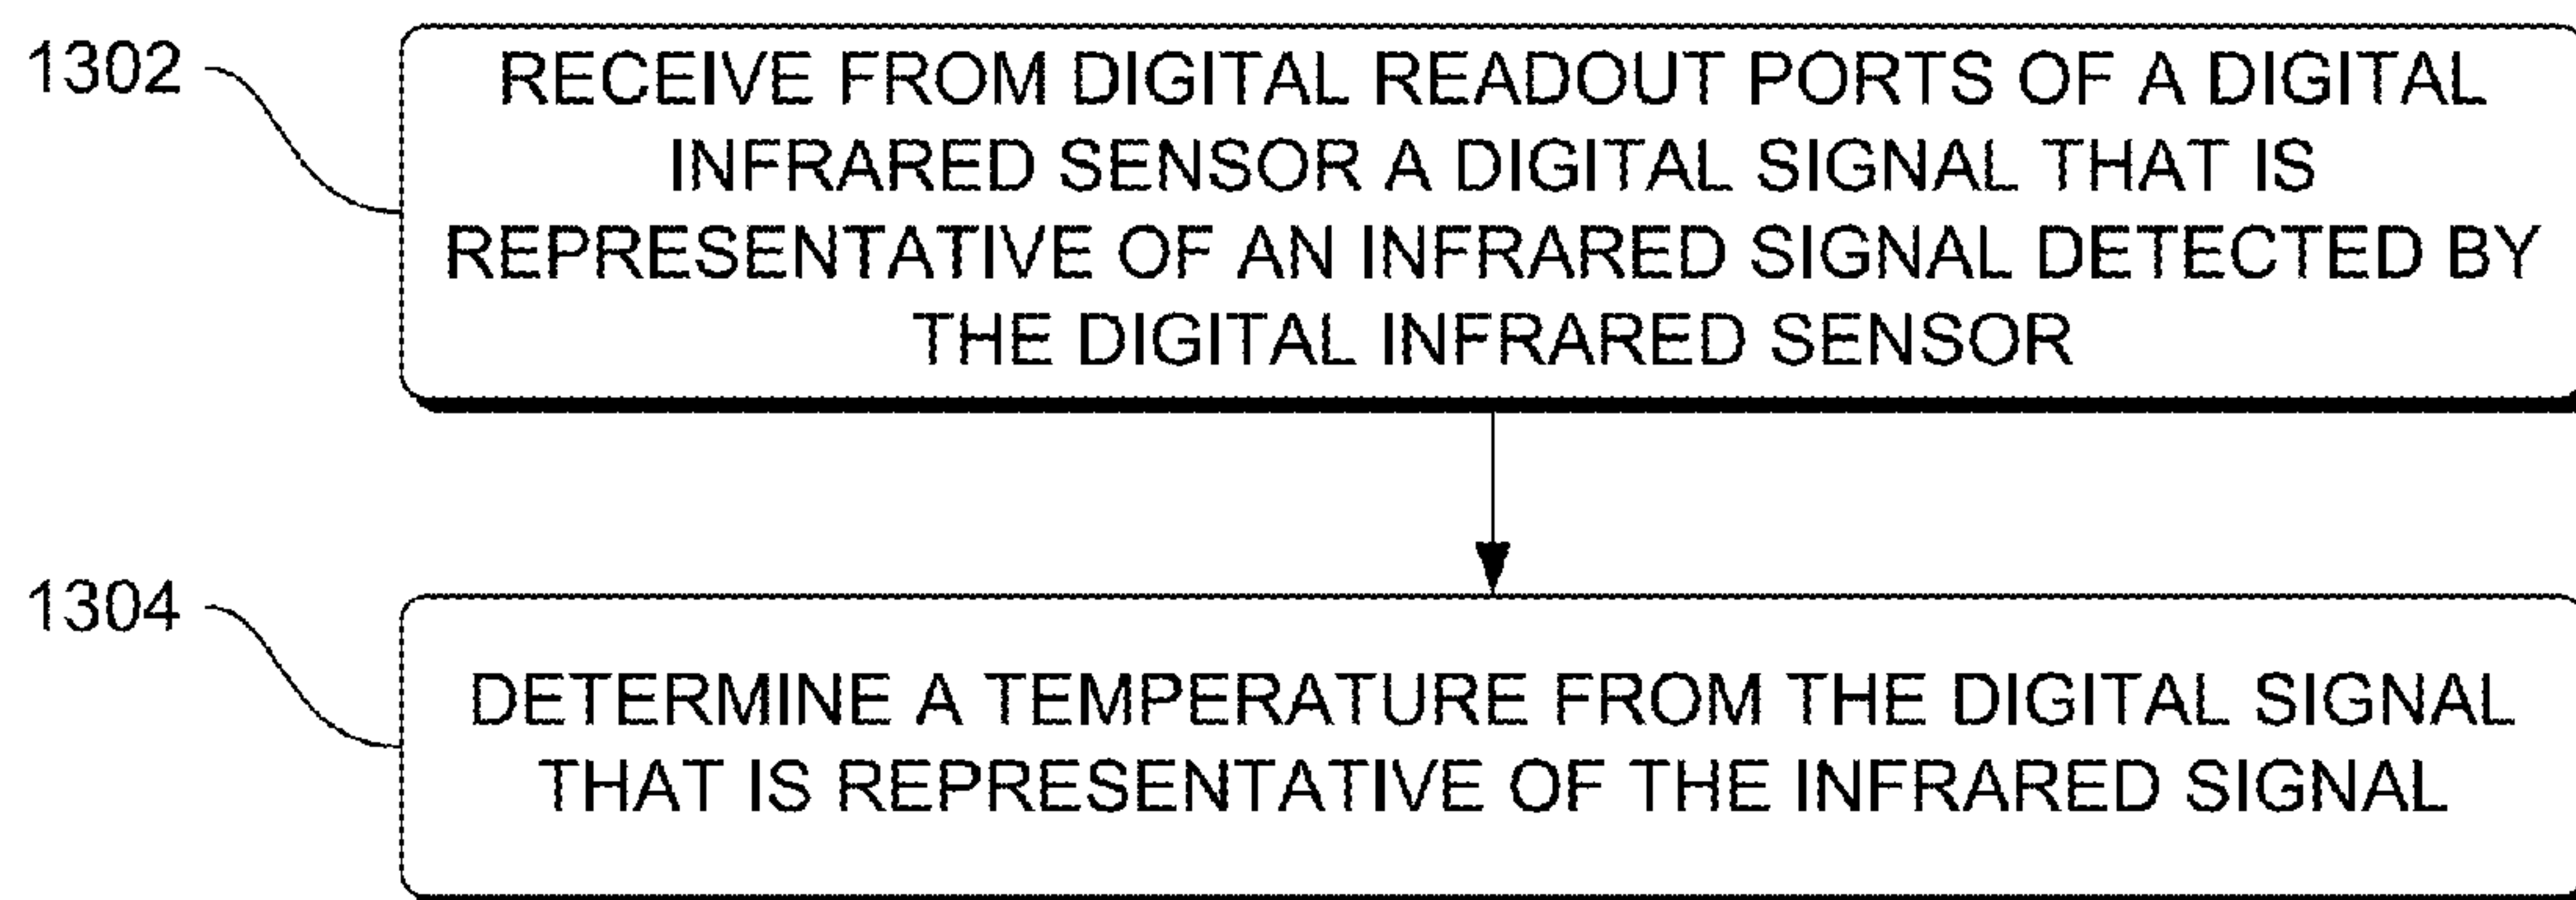 1302
RECEIVE FROM DIGITAL READOUT PORTS OF A DIGITAL
INFRARED SENSOR A DIGITAL SIGNAL THAT IS
REPRESENTATIVE OF AN INFRARED SIGNAL DETECTED BY
THE DIGITAL INFRARED SENSOR
1304
DETERMINE A TEMPERATURE FROM THE DIGITAL SIGNAL
THAT IS REPRESENTATIVE OF THE INFRARED SIGNAL